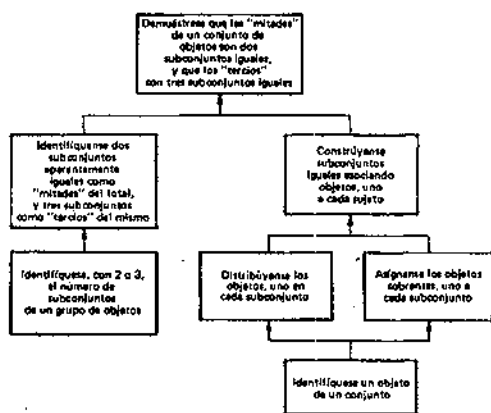 Demuéstrese que las "mitades"
de un conjunto de
objetos son dos
subconjuntos iguales,
y que los "tercios"
son tres subconjuntos iguales
Identifíquense dos
subconjuntos
aparentemente
iguales como
"mitades" del total,
y tres subconjuntos
como "tercios" del mismo
Constrúyanse
subconjuntos
iguales asociando
objetos, uno
a cada sujeto
Identifíquese, con 2 a 3,
el número de
subconjuntos
de un grupo de objetos
Distribúyanse los
objetos, uno en
cada subconjunto
Asígnense los objetos
sobrantes, uno a
cada subconjunto
Identifíquese un objeto
de un conjunto